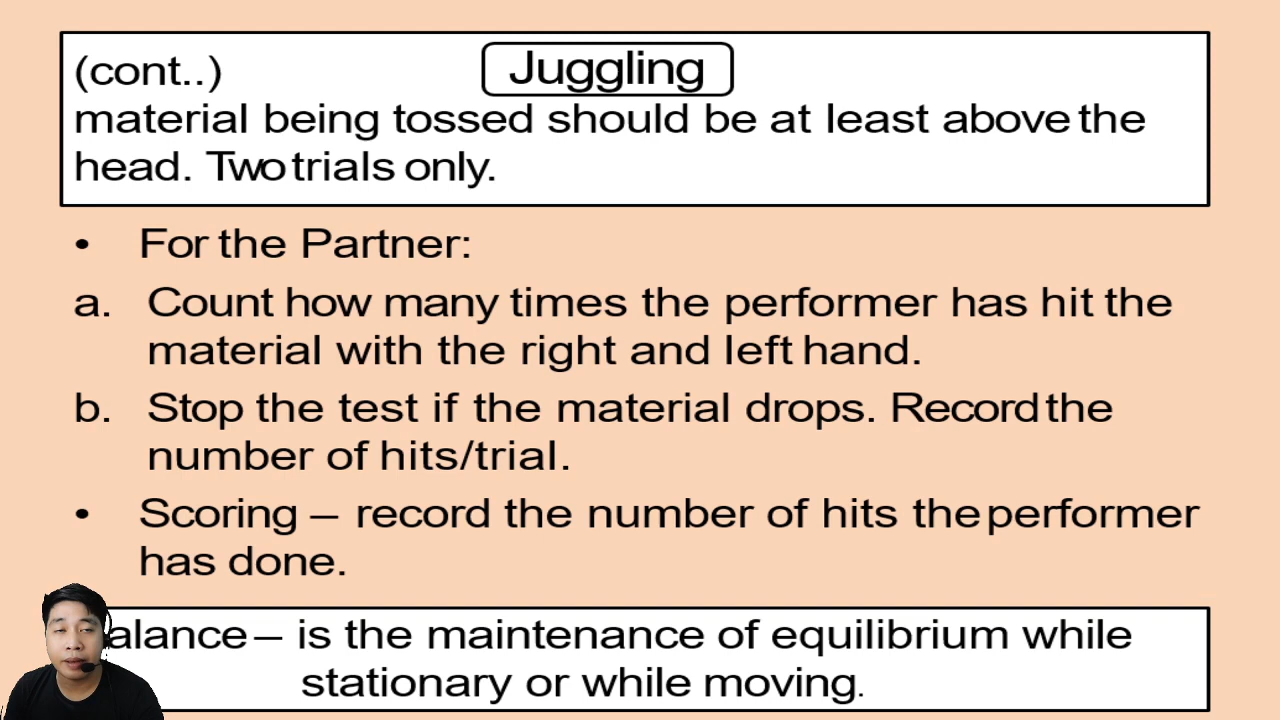 (cont..)
Juggling
material being tossed should be at least above the
head. Two trials only.
• For the Partner:
a. Count how many times the performer has hit the
material with the right and left hand.
b. Stop the test if the material drops. Record the
number of hits/trial.
• Scoring – record the number of hits the performer
has done.
alance – is the maintenance of equilibrium while
stationary or while moving.